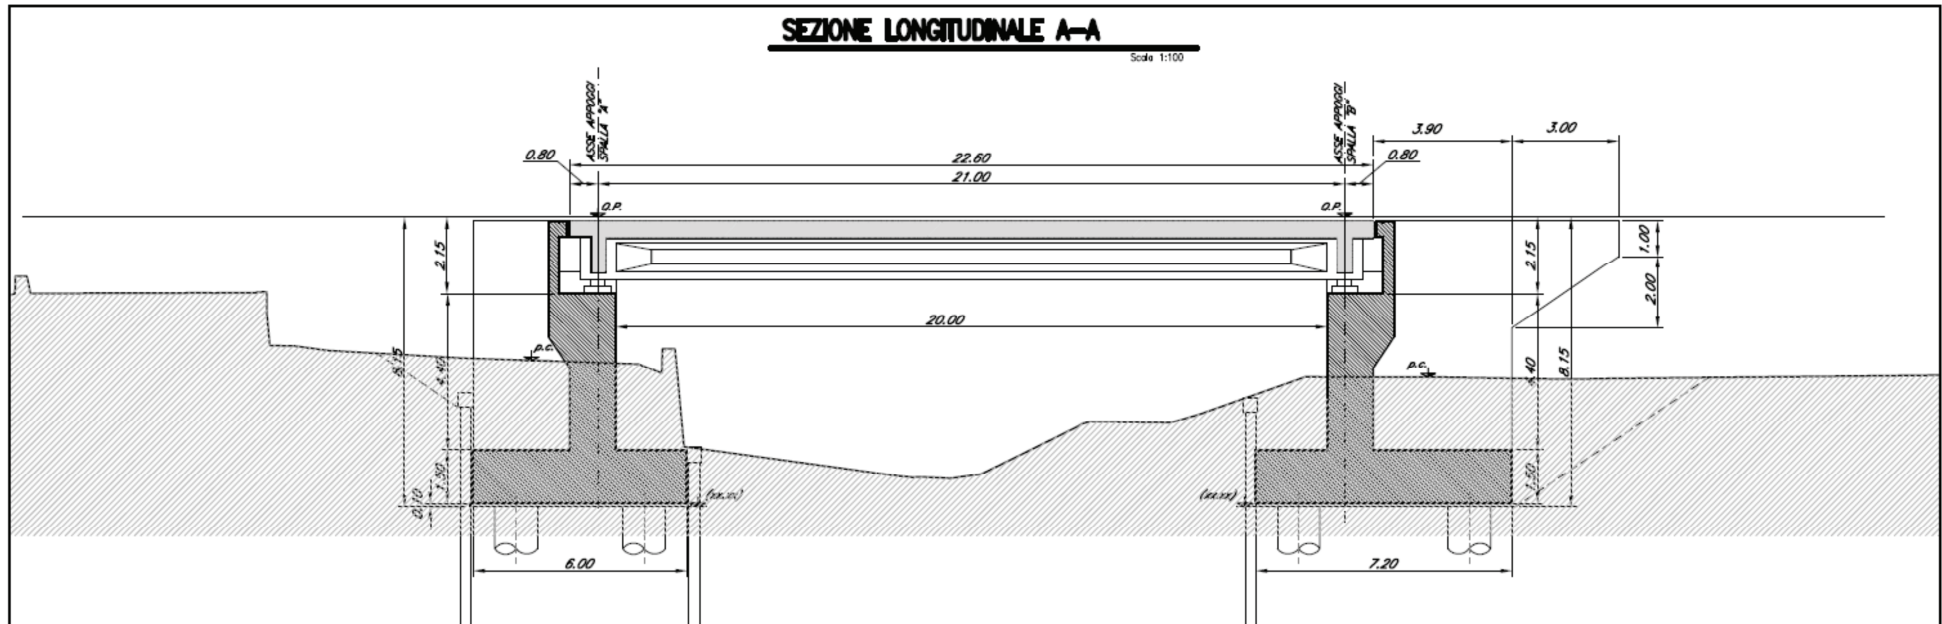 SEZIONE LONGITUDINALE A-A
Scala 1:100
ASSE APPOGGI
SPALLA "A"
ASSE APPOGGI
SPALLA "B"
3.90
3.00
0.80
22.60
0.80
21.00
Q.P.
Q.P.
2.15
2.15
1.00
2.00
20.00
p.c.
p.c.
8.15
4.40
4.40
8.15
1.50
0.10
(xx.xx)
(xx.xx)
1.50
6.00
7.20